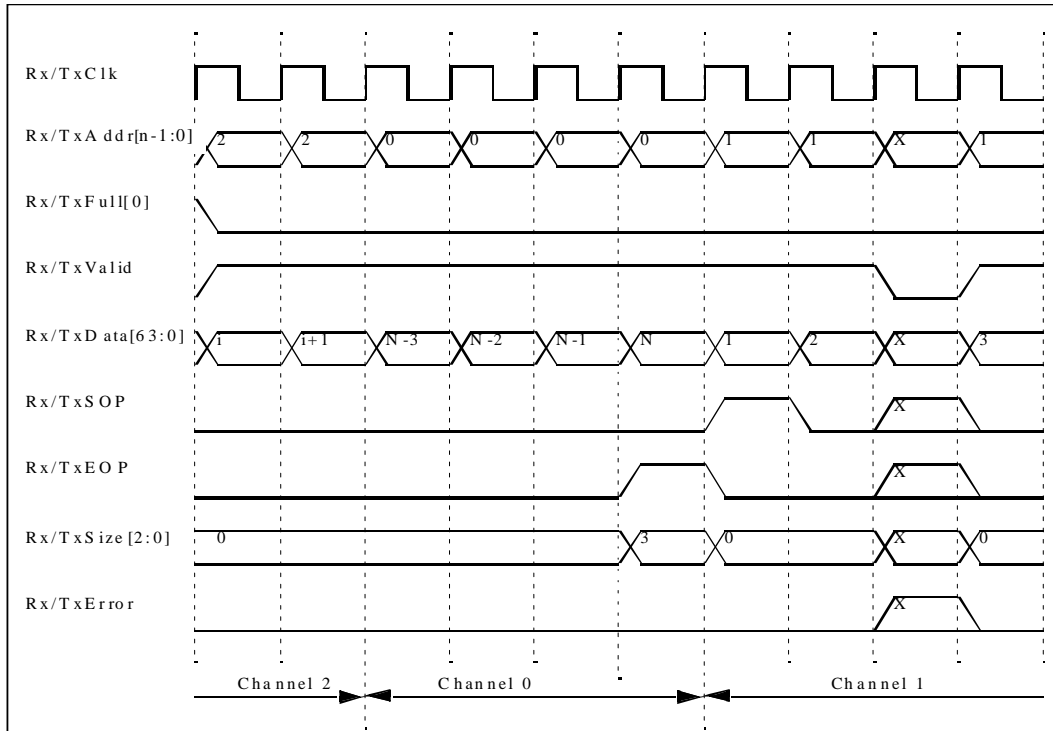 Rx/TxClk
Rx/TxAddr[n-1:0] 2 2 0 0 0 0 1 1 X 1
Rx/TxFull[0]
Rx/TxValid
Rx/TxData[63:0] i i+1 N-3 N-2 N-1 N 1 2 X 3
Rx/TxSOP X
Rx/TxEOP X
Rx/TxSize[2:0] 0 3 0 X 0
Rx/TxError X
Channel 2 Channel 0 Channel 1